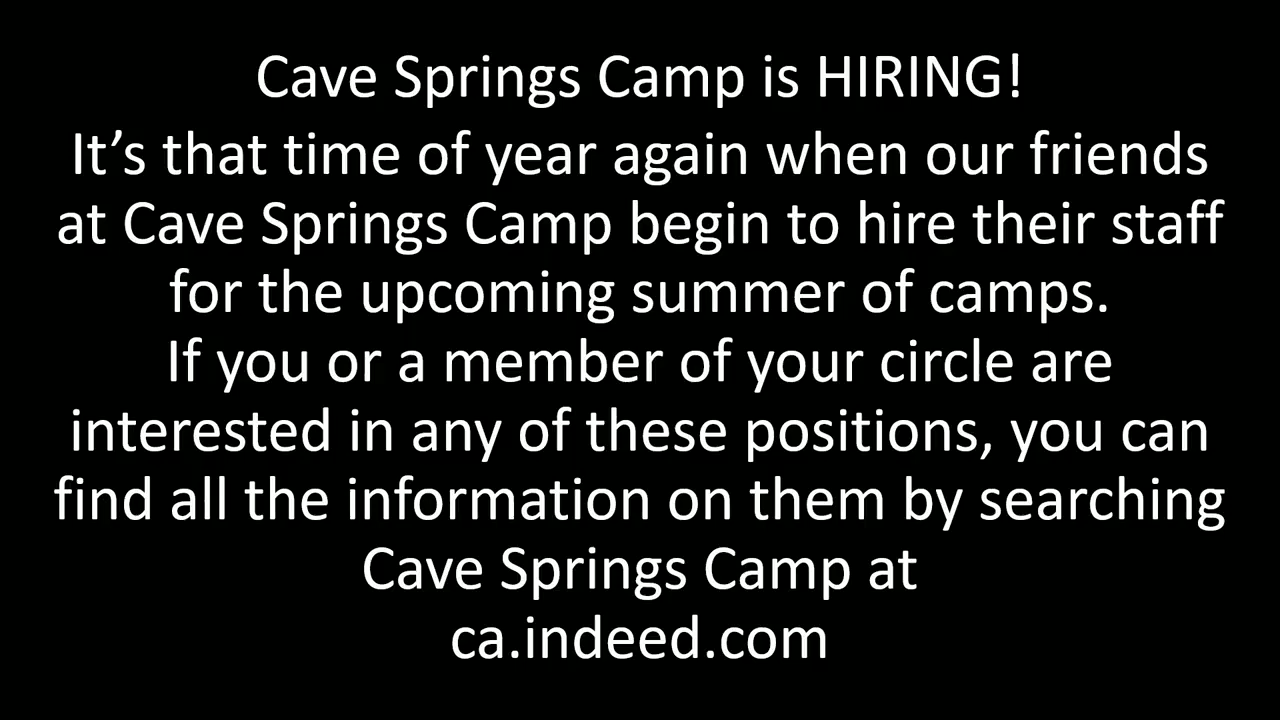 Cave Springs Camp is HIRING!
It’s that time of year again when our friends
at Cave Springs Camp begin to hire their staff
for the upcoming summer of camps.
If you or a member of your circle are
interested in any of these positions, you can
find all the information on them by searching
Cave Springs Camp at
ca.indeed.com